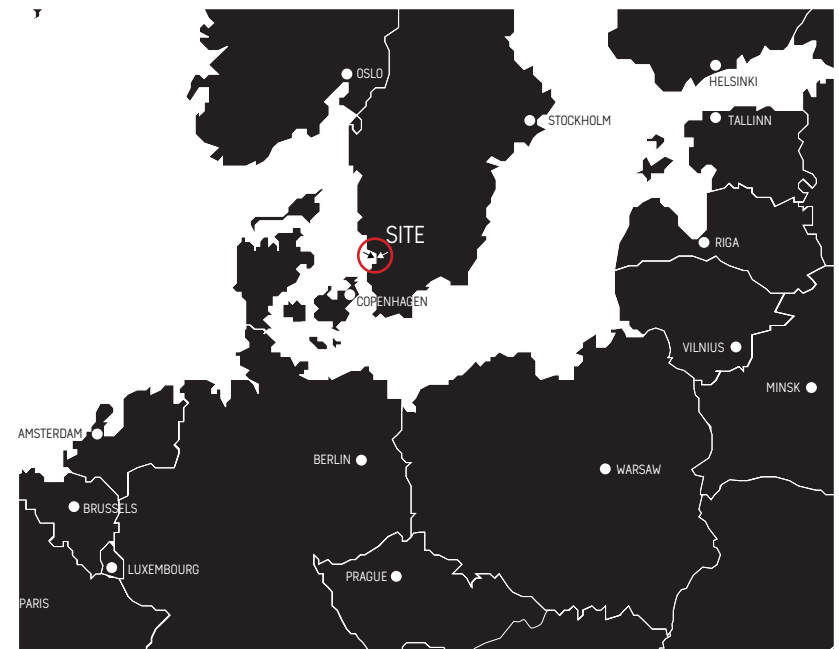 OSLO
HELSINKI
STOCKHOLM
TALLINN
SITE
RIGA
COPENHAGEN
VILNIUS
MINSK
AMSTERDAM
BERLIN
WARSAW
BRUSSELS
LUXEMBOURG
PRAGUE
PARIS